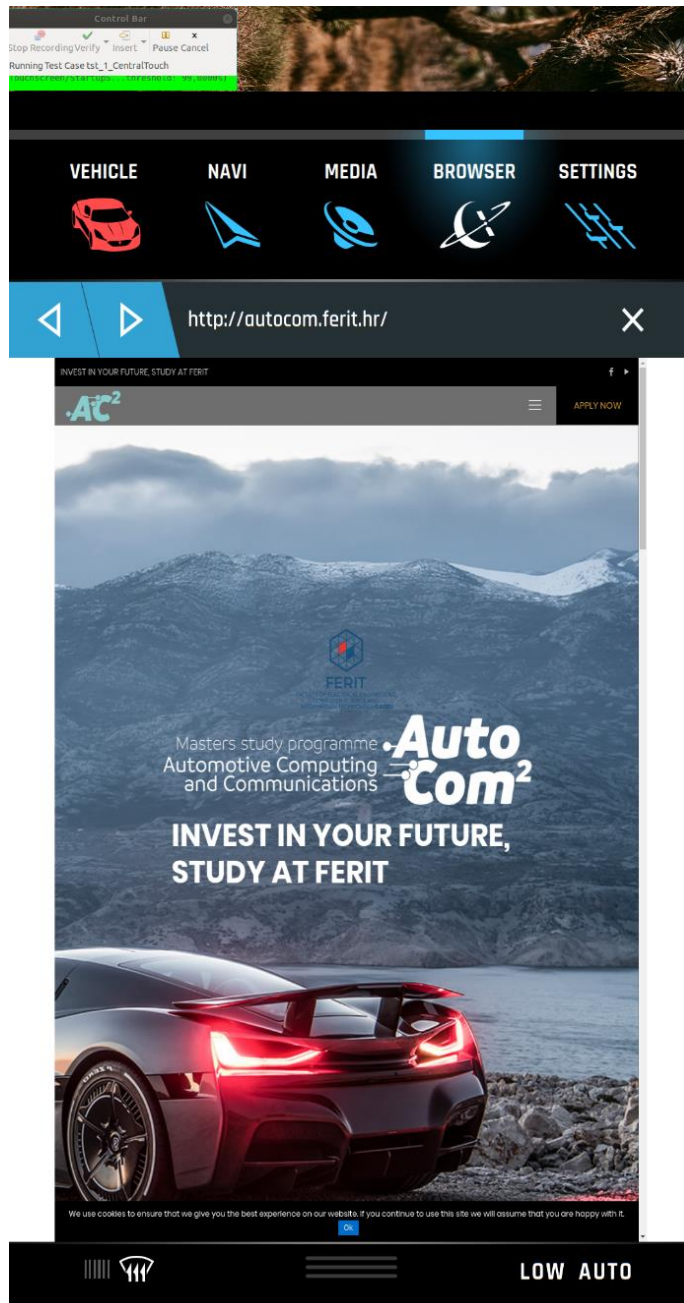 Control Bar
Stop Recording Verify Insert Pause Cancel
Running Test Case tst_1_CentralTouch
VEHICLE NAVI MEDIA BROWSER SETTINGS
http://autocom.ferit.hr/
INVEST IN YOUR FUTURE, STUDY AT FERIT
AC2
APPLY NOW
FERIT
Masters study programme
Automotive Computing
and Communications
Auto
Com2
INVEST IN YOUR FUTURE,
STUDY AT FERIT
We use cookies to ensure that we give you the best experience on our website. If you continue to use this site we will assume that you are happy with it.
Ok
LOW AUTO